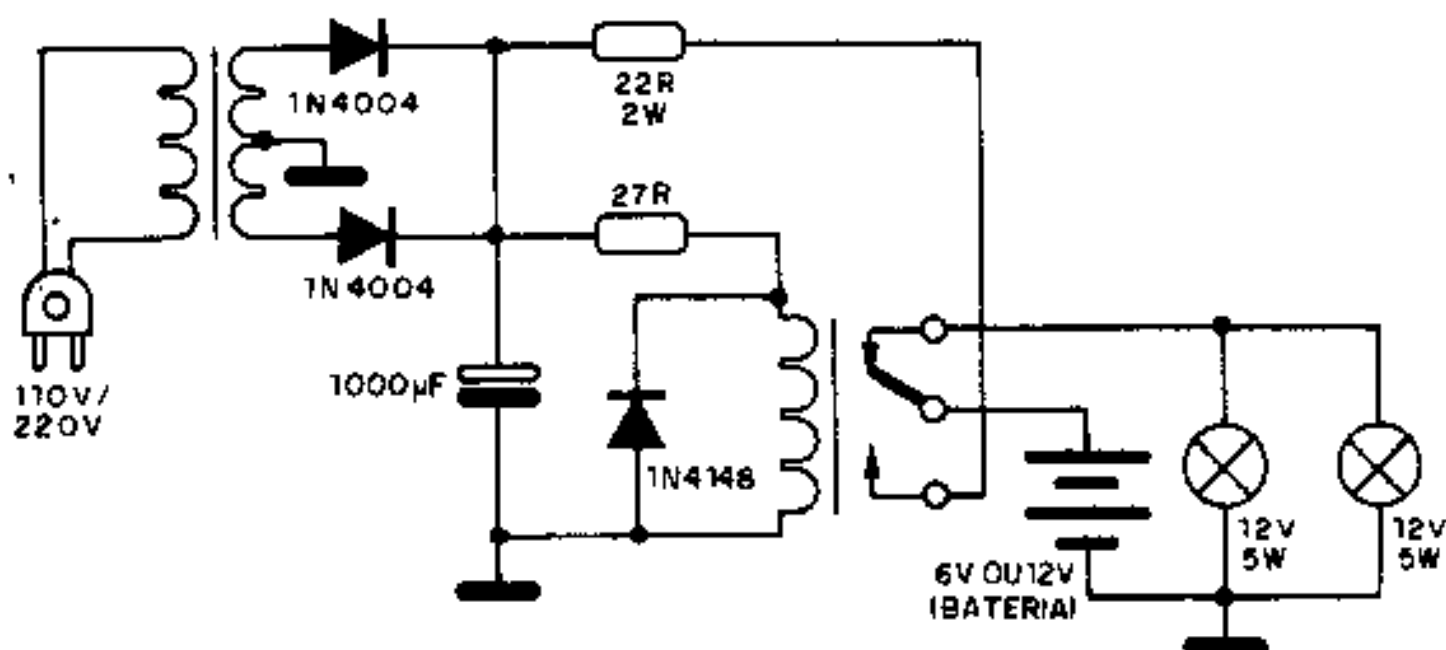 1N4004
22R
2W
27R
1N4004
110V/
220V
1000µF
1N4148
6V OU 12V
(BATERIA)
12V
5W
12V
5W